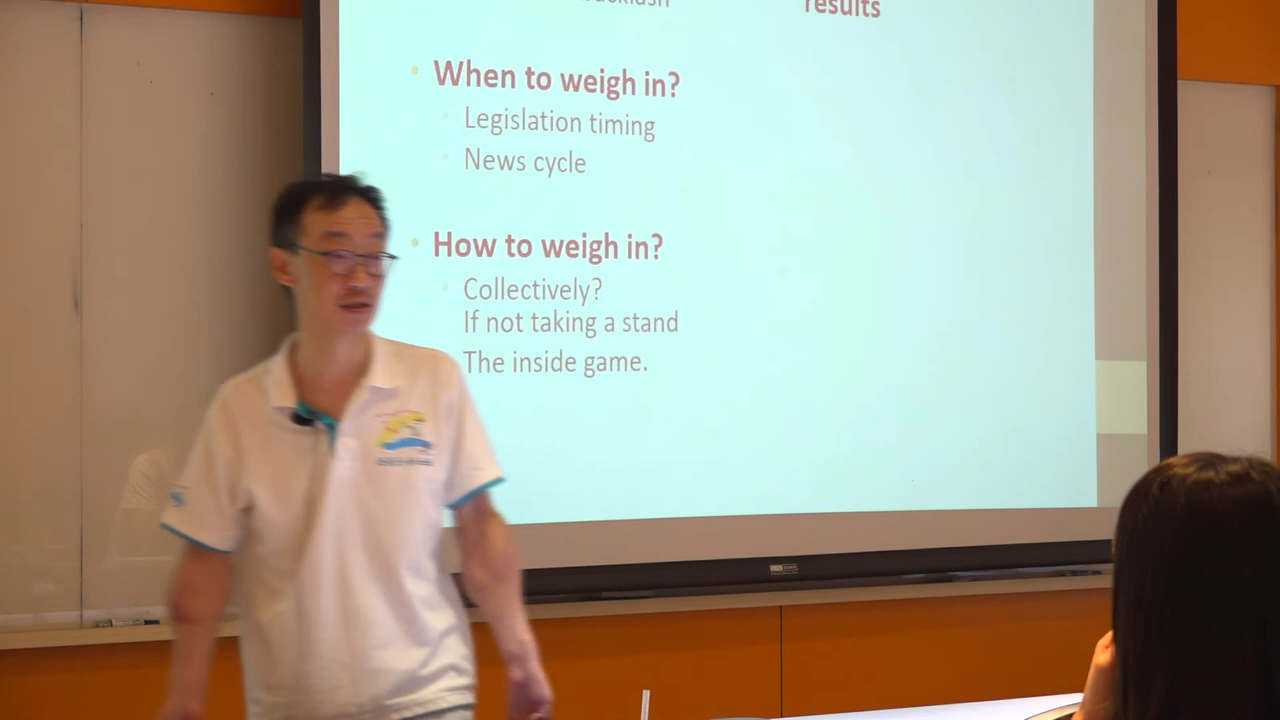 results
When to weigh in?
Legislation timing
News cycle
How to weigh in?
Collectively?
If not taking a stand
The inside game.